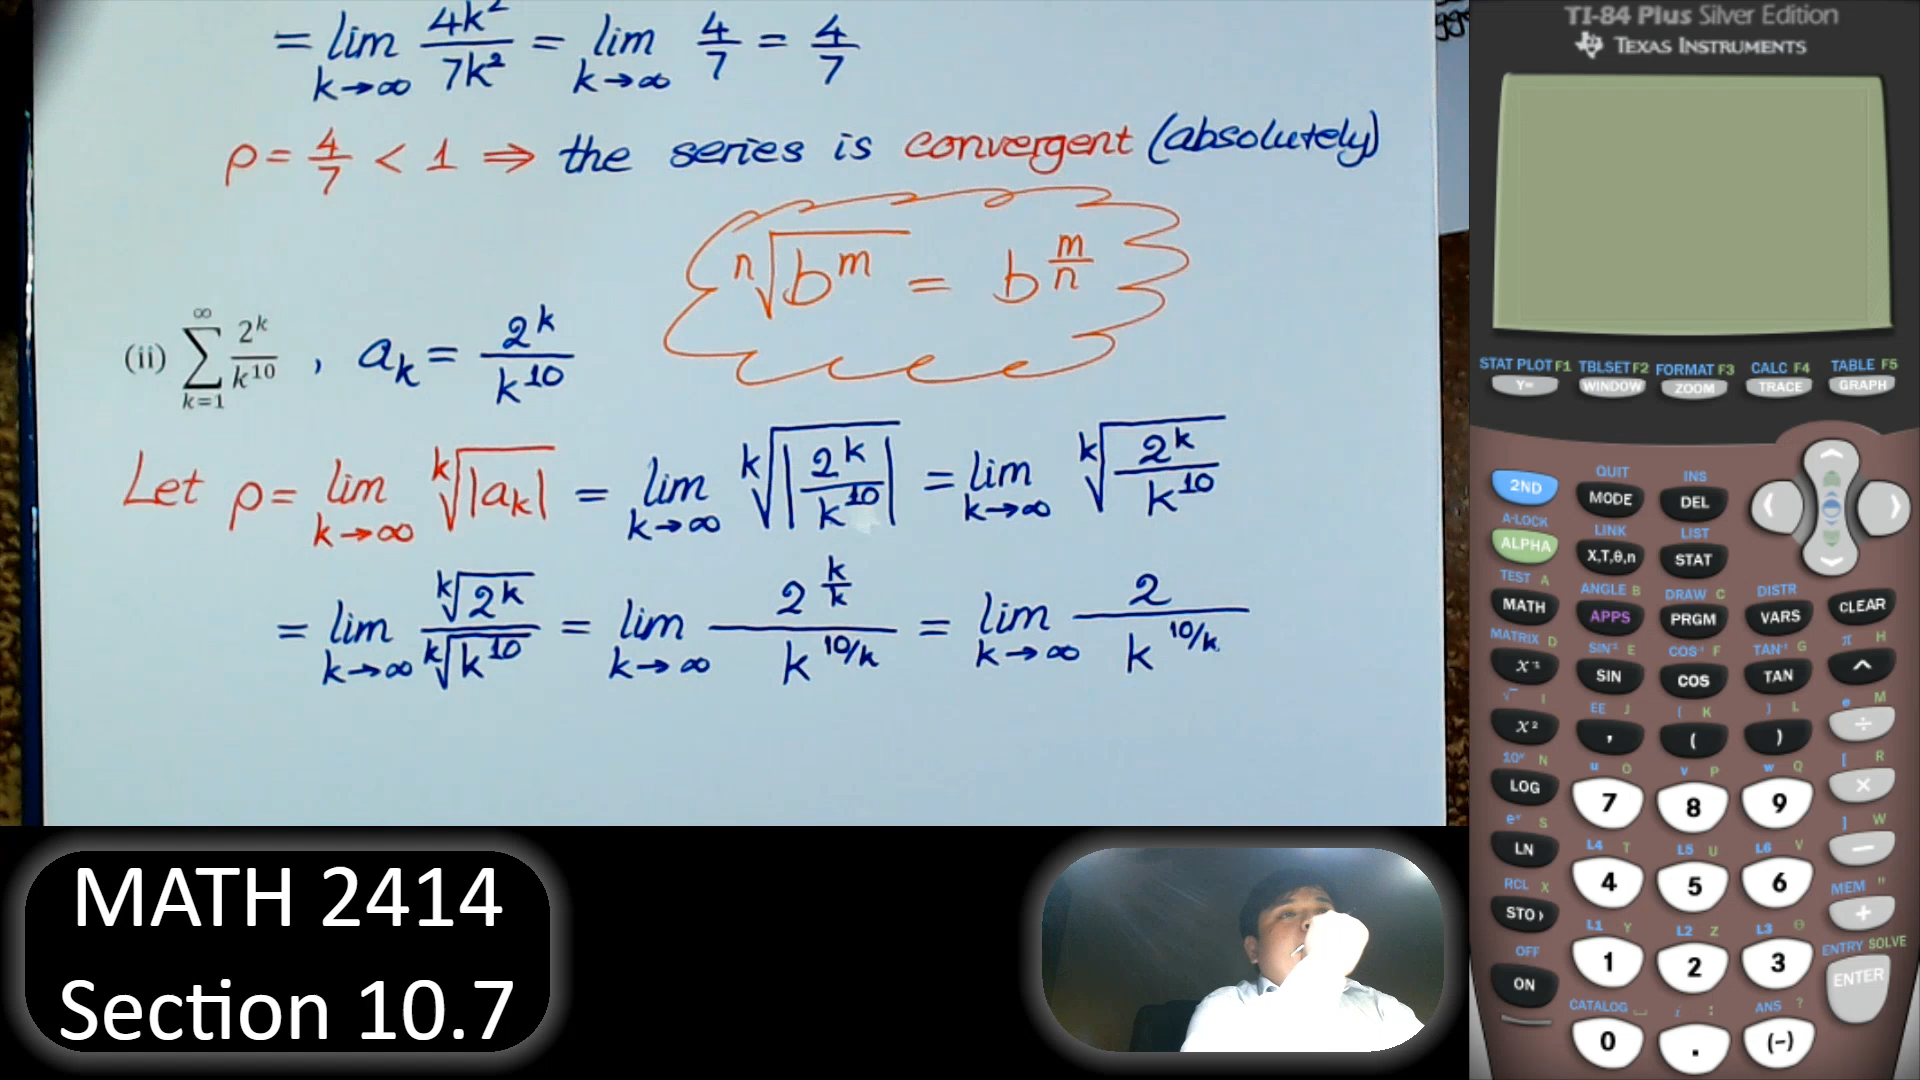 = lim k→∞ 4k²/7k² = lim k→∞ 4/7 = 4/7
ρ = 4/7 < 1 ⇒ the series is convergent (absolutely)
ⁿ√(b^m) = b^(m/n)
(ii) ∑_{k=1}^{∞} 2^k/k^10 , a_k = 2^k/k^10
Let ρ = lim k→∞ ᵏ√|a_k| = lim k→∞ ᵏ√|2^k/k^10| = lim k→∞ ᵏ√(2^k/k^10)
= lim k→∞ ᵏ√(2^k)/ᵏ√(k^10) = lim k→∞ 2^(k/k)/k^(10/k) = lim k→∞ 2/k^(10/k)
MATH 2414
Section 10.7
TI-84 Plus Silver Edition
TEXAS INSTRUMENTS
STAT PLOT F1 TBLSET F2 FORMAT F3 CALC F4 TABLE F5
Y= WINDOW ZOOM TRACE GRAPH
QUIT INS
2ND MODE DEL
A-LOCK LINK LIST
ALPHA X,T,θ,n STAT
TEST A ANGLE B DRAW C DISTR
MATH APPS PRGM VARS CLEAR
MATRIX D SIN⁻¹ E COS⁻¹ F TAN⁻¹ G π H
x⁻¹ SIN COS TAN ^
√ I EE J { K } L e M
x² , ( ) ÷
10ˣ N u O v P w Q [ R
LOG 7 8 9 ×
eˣ S L4 T L5 U L6 V ] W
LN 4 5 6 −
RCL X L1 Y L2 Z L3 θ MEM "
STO› 1 2 3 +
OFF CATALOG ⎵ i : ANS ? ENTRY SOLVE
ON 0 . (-) ENTER